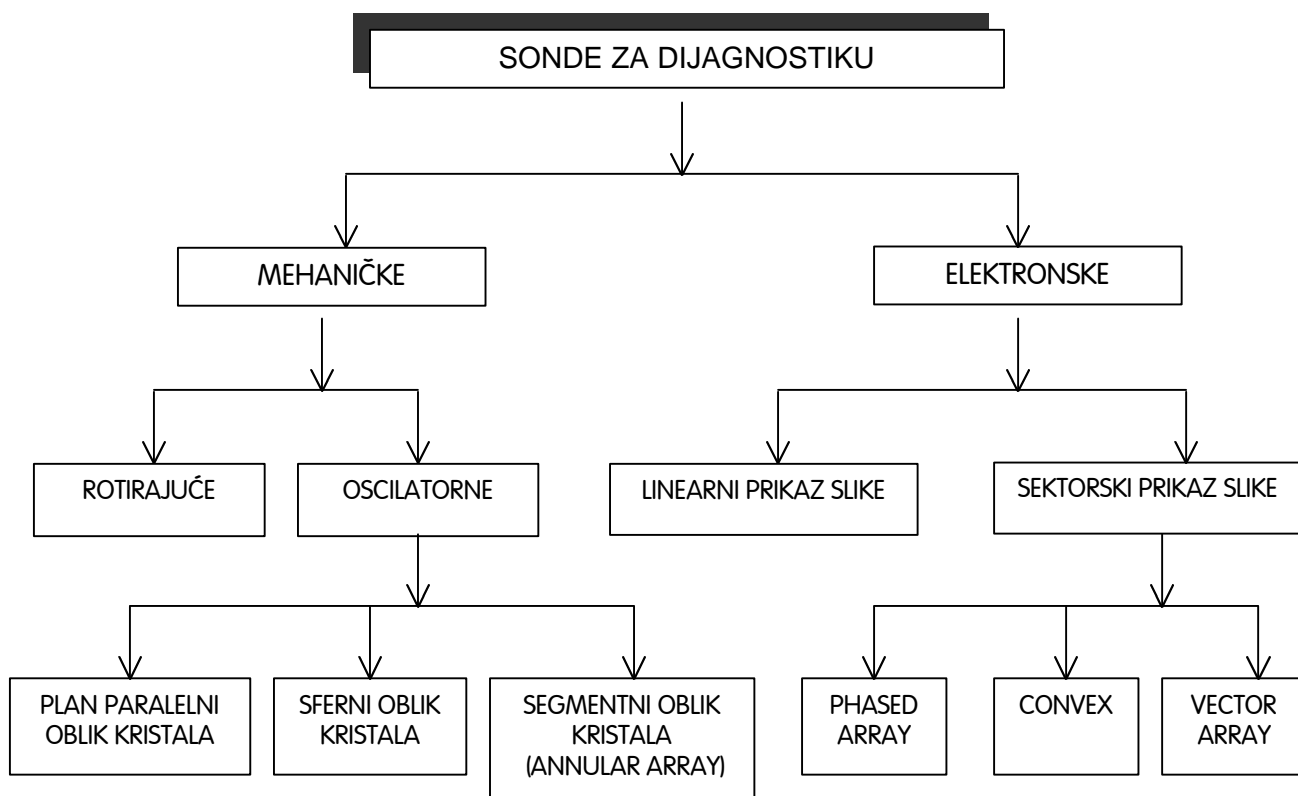 SONDE ZA DIJAGNOSTIKU
MEHANIČKE
ELEKTRONSKE
ROTIRAJUĆE
OSCILATORNE
LINEARNI PRIKAZ SLIKE
SEKTORSKI PRIKAZ SLIKE
PLAN PARALELNI
OBLIK KRISTALA
SFERNI OBLIK
KRISTALA
SEGMENTNI OBLIK
KRISTALA
(ANNULAR ARRAY)
PHASED
ARRAY
CONVEX
VECTOR
ARRAY